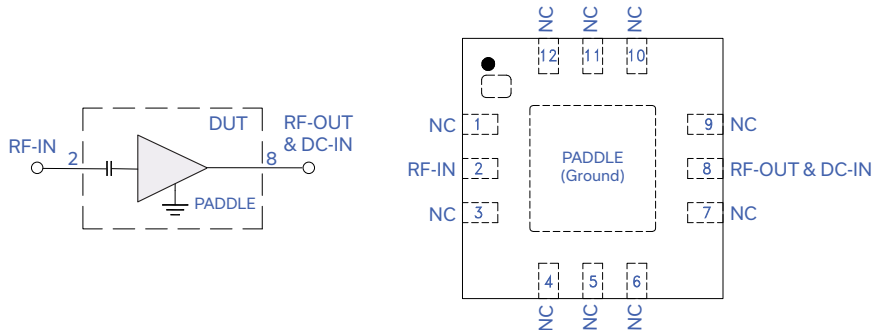 DUT
RF-IN
2
8
RF-OUT
& DC-IN
PADDLE
NC
NC
NC
12
11
10
NC
1
9
NC
RF-IN
2
PADDLE
(Ground)
8
RF-OUT & DC-IN
NC
3
7
NC
4
5
6
NC
NC
NC